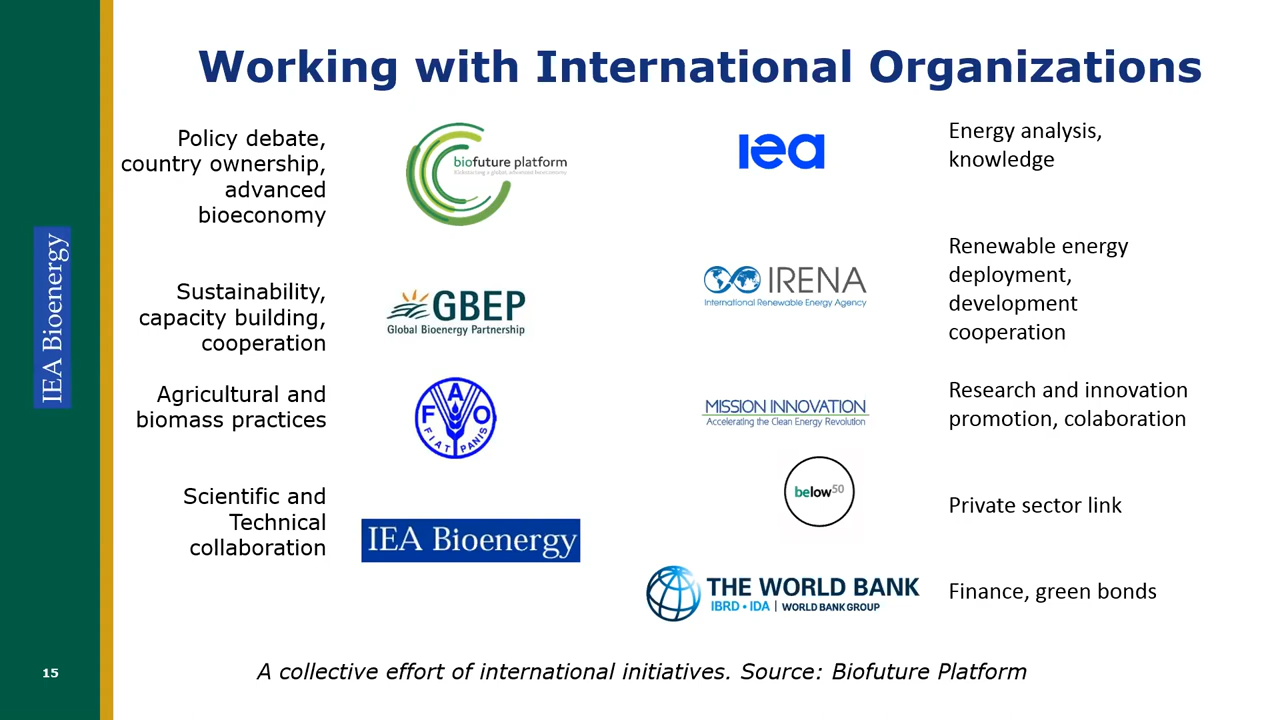 Working with International Organizations
Policy debate,
country ownership,
advanced
bioeconomy
biofuture platform
Kickstarting a global, advanced bioeconomy
Sustainability,
capacity building,
cooperation
GBEP
Global Bioenergy Partnership
Agricultural and
biomass practices
F A O
FIAT PANIS
Scientific and
Technical
collaboration
IEA Bioenergy
iea
Energy analysis,
knowledge
IRENA
International Renewable Energy Agency
Renewable energy
deployment,
development
cooperation
MISSION INNOVATION
Accelerating the Clean Energy Revolution
Research and innovation
promotion, colaboration
below50
Private sector link
THE WORLD BANK
IBRD • IDA | WORLD BANK GROUP
Finance, green bonds
A collective effort of international initiatives. Source: Biofuture Platform
IEA Bioenergy
15